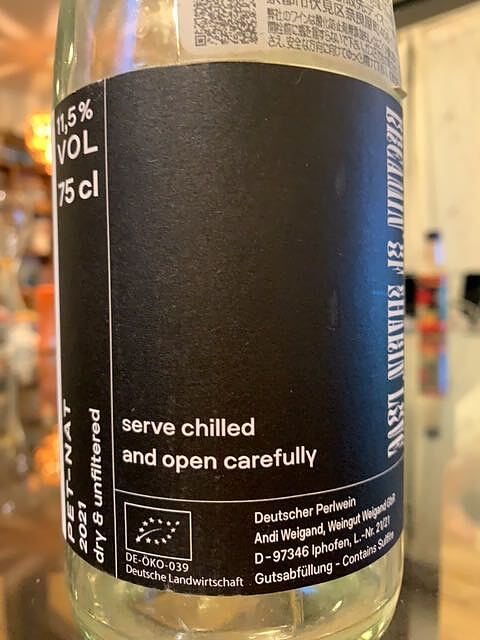 11,5%
VOL
75 cl
PET-NAT
2021
dry & unfiltered
serve chilled
and open carefully
DE-ÖKO-039
Deutsche Landwirtschaft
Deutscher Perlwein
Andi Weigand, Weingut Weigand GbR
D-97346 Iphofen, L.-Nr. 21/21
Gutsabfüllung - Contains Sulfite